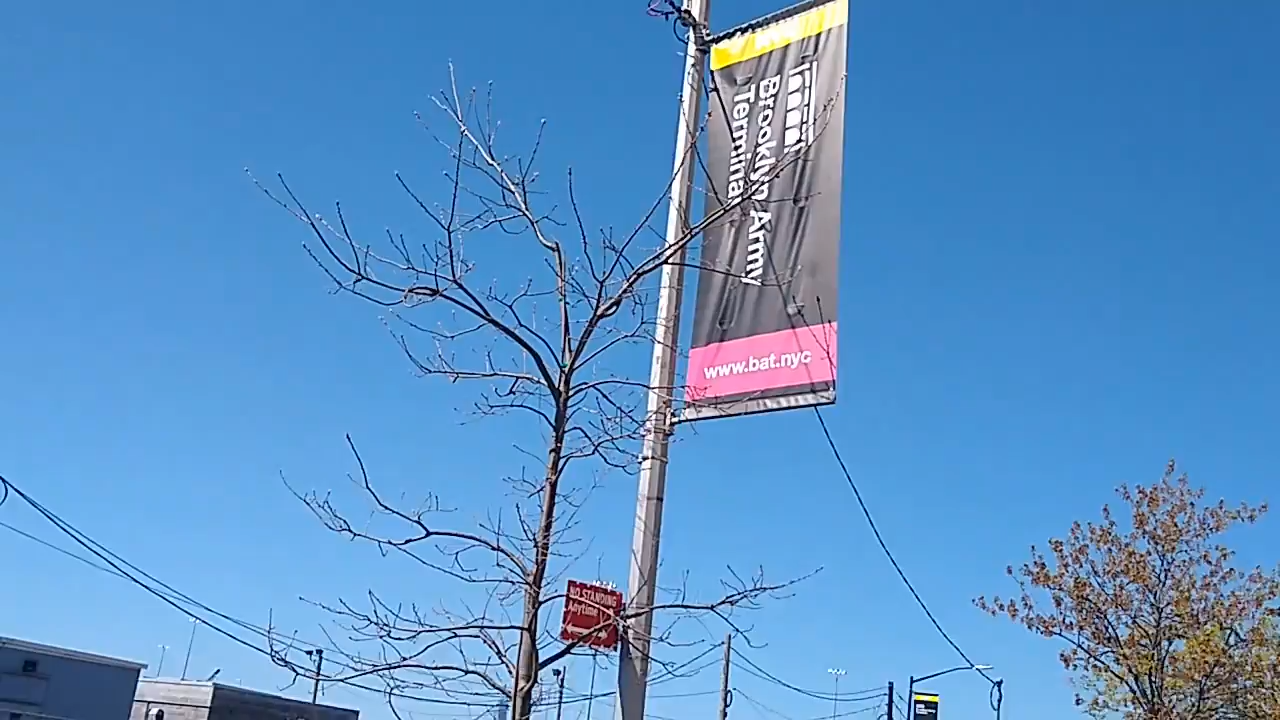 Brooklyn Army
Terminal
www.bat.nyc
NO STANDING
Anytime